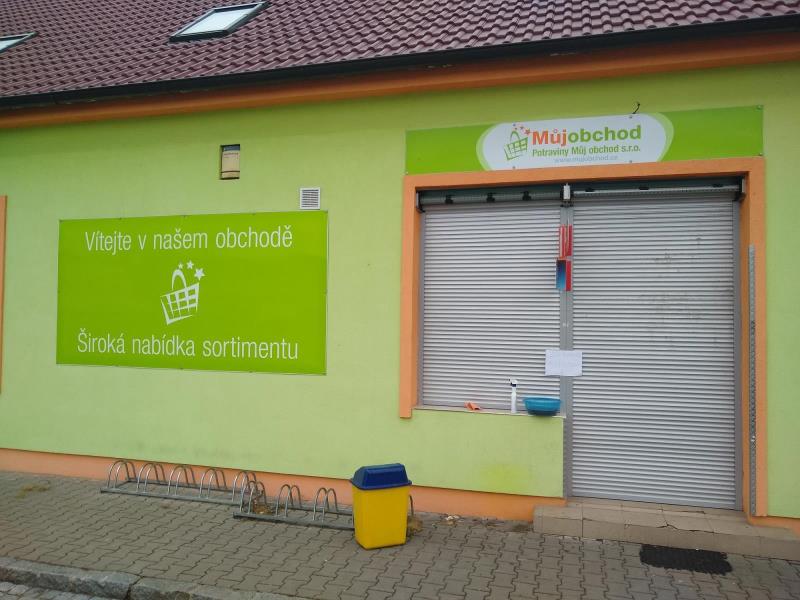 Můjobchod
Potraviny Můj obchod s.r.o.
www.mujobchod.cz
Vítejte v našem obchodě
Široká nabídka sortimentu